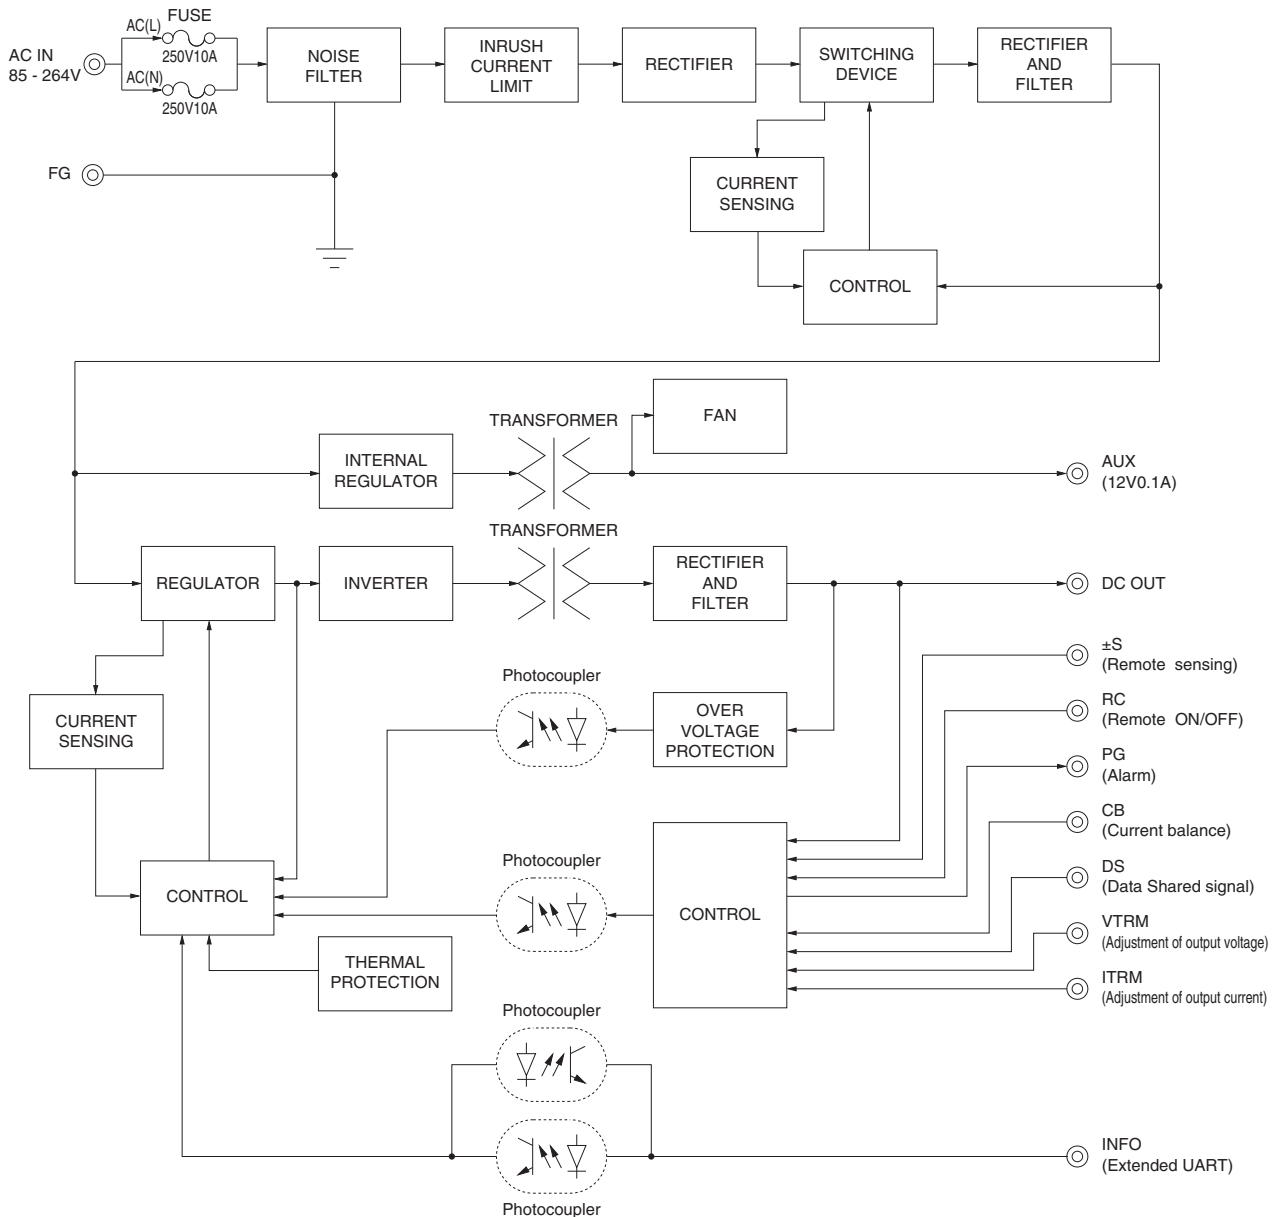 FUSE
AC IN
85 - 264V
AC(L)
250V10A
AC(N)
250V10A
NOISE
FILTER
INRUSH
CURRENT
LIMIT
RECTIFIER
SWITCHING
DEVICE
RECTIFIER
AND
FILTER
FG
CURRENT
SENSING
CONTROL
FAN
TRANSFORMER
INTERNAL
REGULATOR
AUX
(12V0.1A)
TRANSFORMER
REGULATOR
INVERTER
RECTIFIER
AND
FILTER
DC OUT
±S
(Remote sensing)
Photocoupler
CURRENT
SENSING
OVER
VOLTAGE
PROTECTION
RC
(Remote ON/OFF)
PG
(Alarm)
CB
(Current balance)
Photocoupler
CONTROL
CONTROL
DS
(Data Shared signal)
VTRM
(Adjustment of output voltage)
THERMAL
PROTECTION
ITRM
(Adjustment of output current)
Photocoupler
INFO
(Extended UART)
Photocoupler